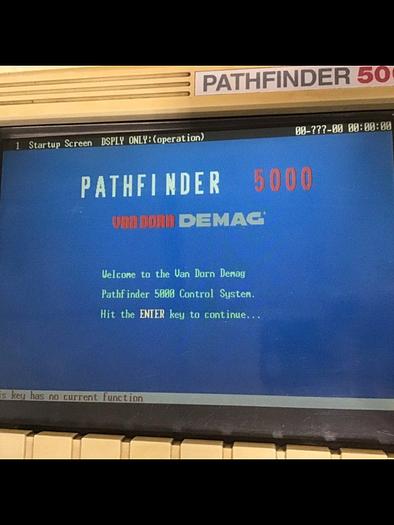 PATHFINDER 50
1 Startup Screen DSPLY ONLY:(operation) 00-???-00 00:00:00
PATHFINDER 5000
VAN DORN DEMAG
Welcome to the Van Dorn Demag
Pathfinder 5000 Control System.
Hit the ENTER key to continue...
s key has no current function